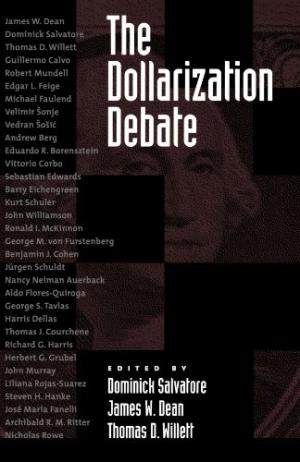 James W. Dean
Dominick Salvatore
Thomas D. Willett
Guillermo Calvo
Robert Mundell
Edgar L. Feige
Michael Faulend
Velimir Šonje
Vedran Šošić
Andrew Berg
Eduardo R. Borensztein
Vittorio Corbo
Sebastian Edwards
Barry Eichengreen
Kurt Schuler
John Williamson
Ronald I. McKinnon
George M. von Furstenberg
Benjamin J. Cohen
Jürgen Schuldt
Nancy Neiman Auerback
Aldo Flores-Quiroga
George S. Tavlas
Harris Dellas
Thomas J. Courchene
Richard G. Harris
Herbert G. Grubel
John Murray
Liliana Rojas-Suarez
Steven H. Hanke
José Maria Fanelli
Archibald R. M. Ritter
Nicholas Rowe
The
Dollarization
Debate
EDITED BY
Dominick Salvatore
James W. Dean
Thomas D. Willett